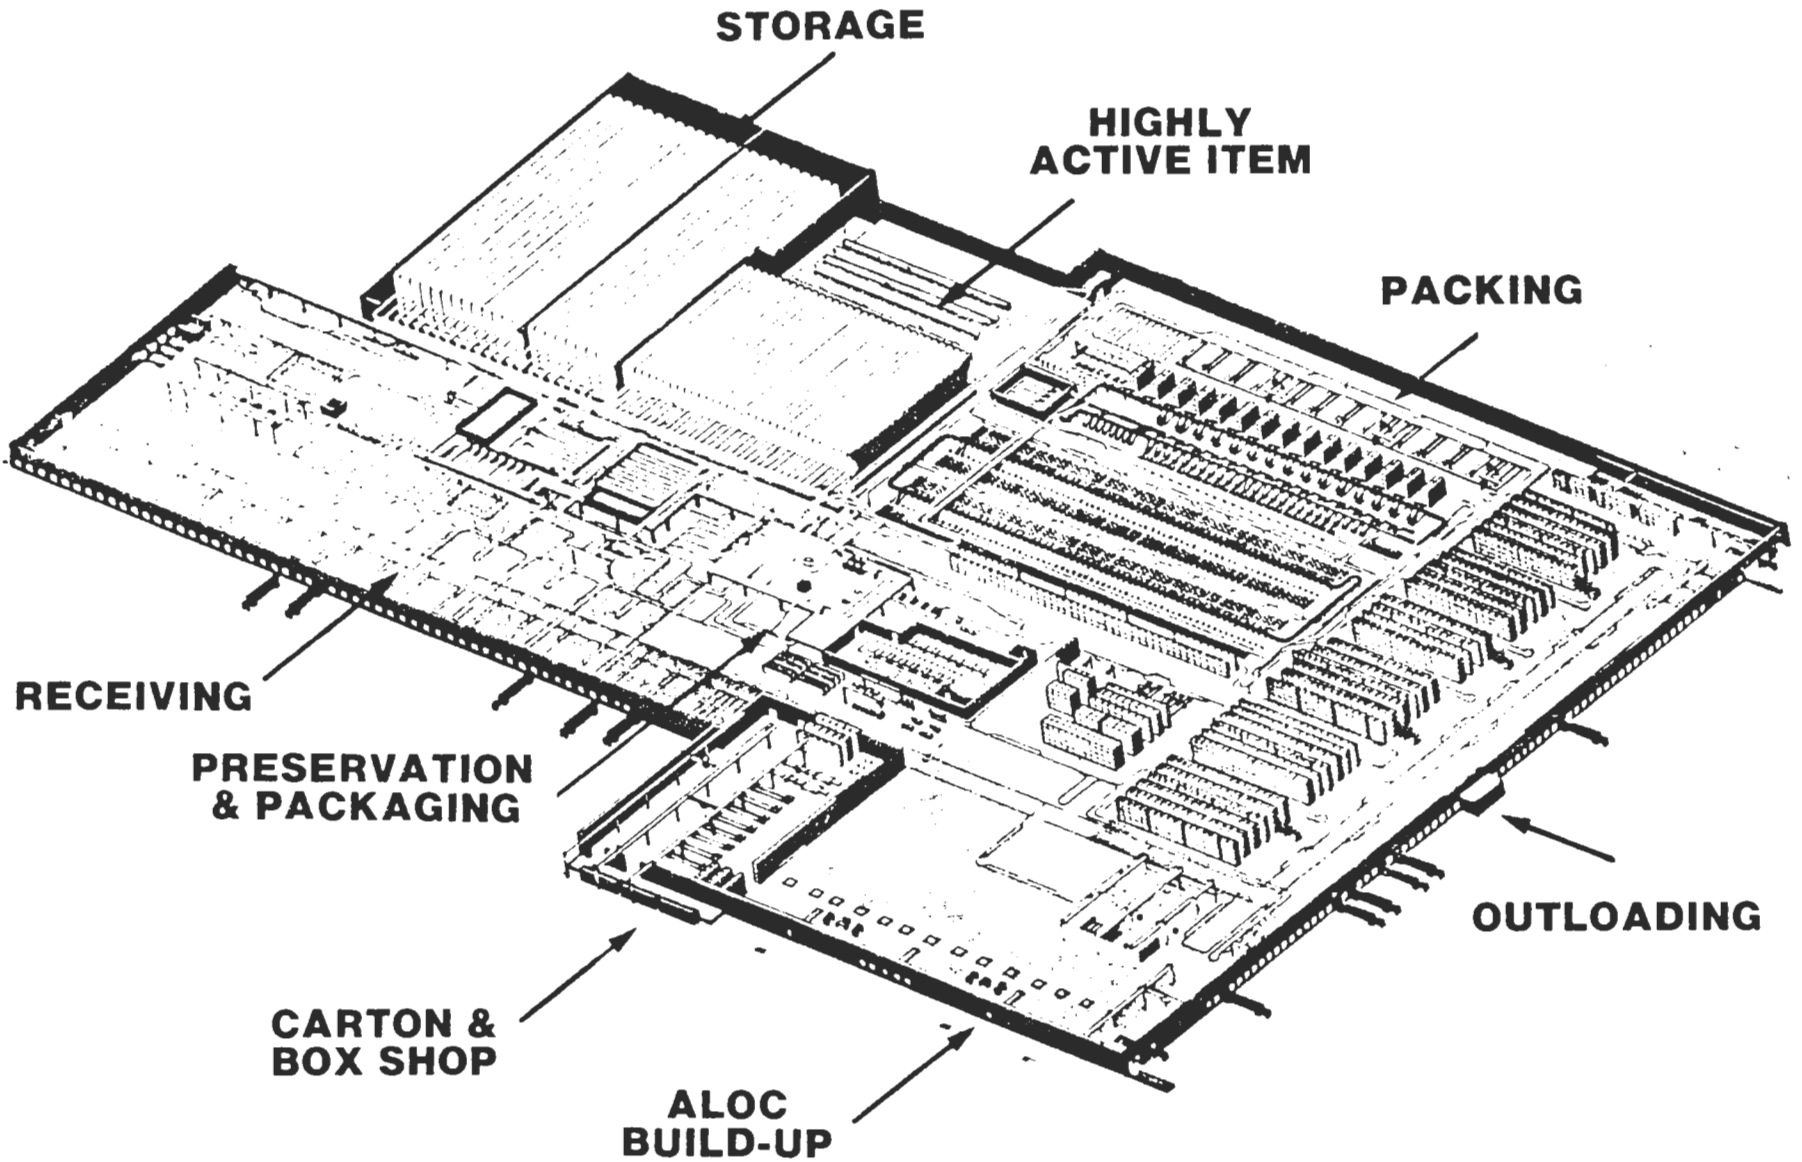 STORAGE
HIGHLY
ACTIVE ITEM
PACKING
RECEIVING
PRESERVATION
& PACKAGING
OUTLOADING
CARTON &
BOX SHOP
ALOC
BUILD-UP